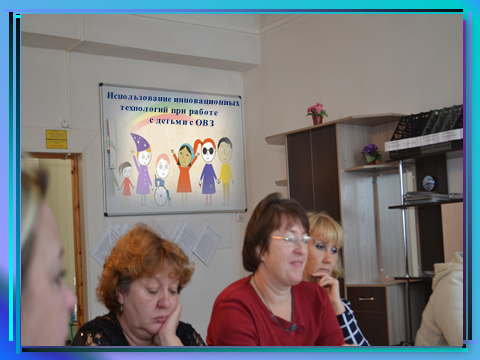 Использование инновационных
технологий при работе
с детьми с ОВЗ